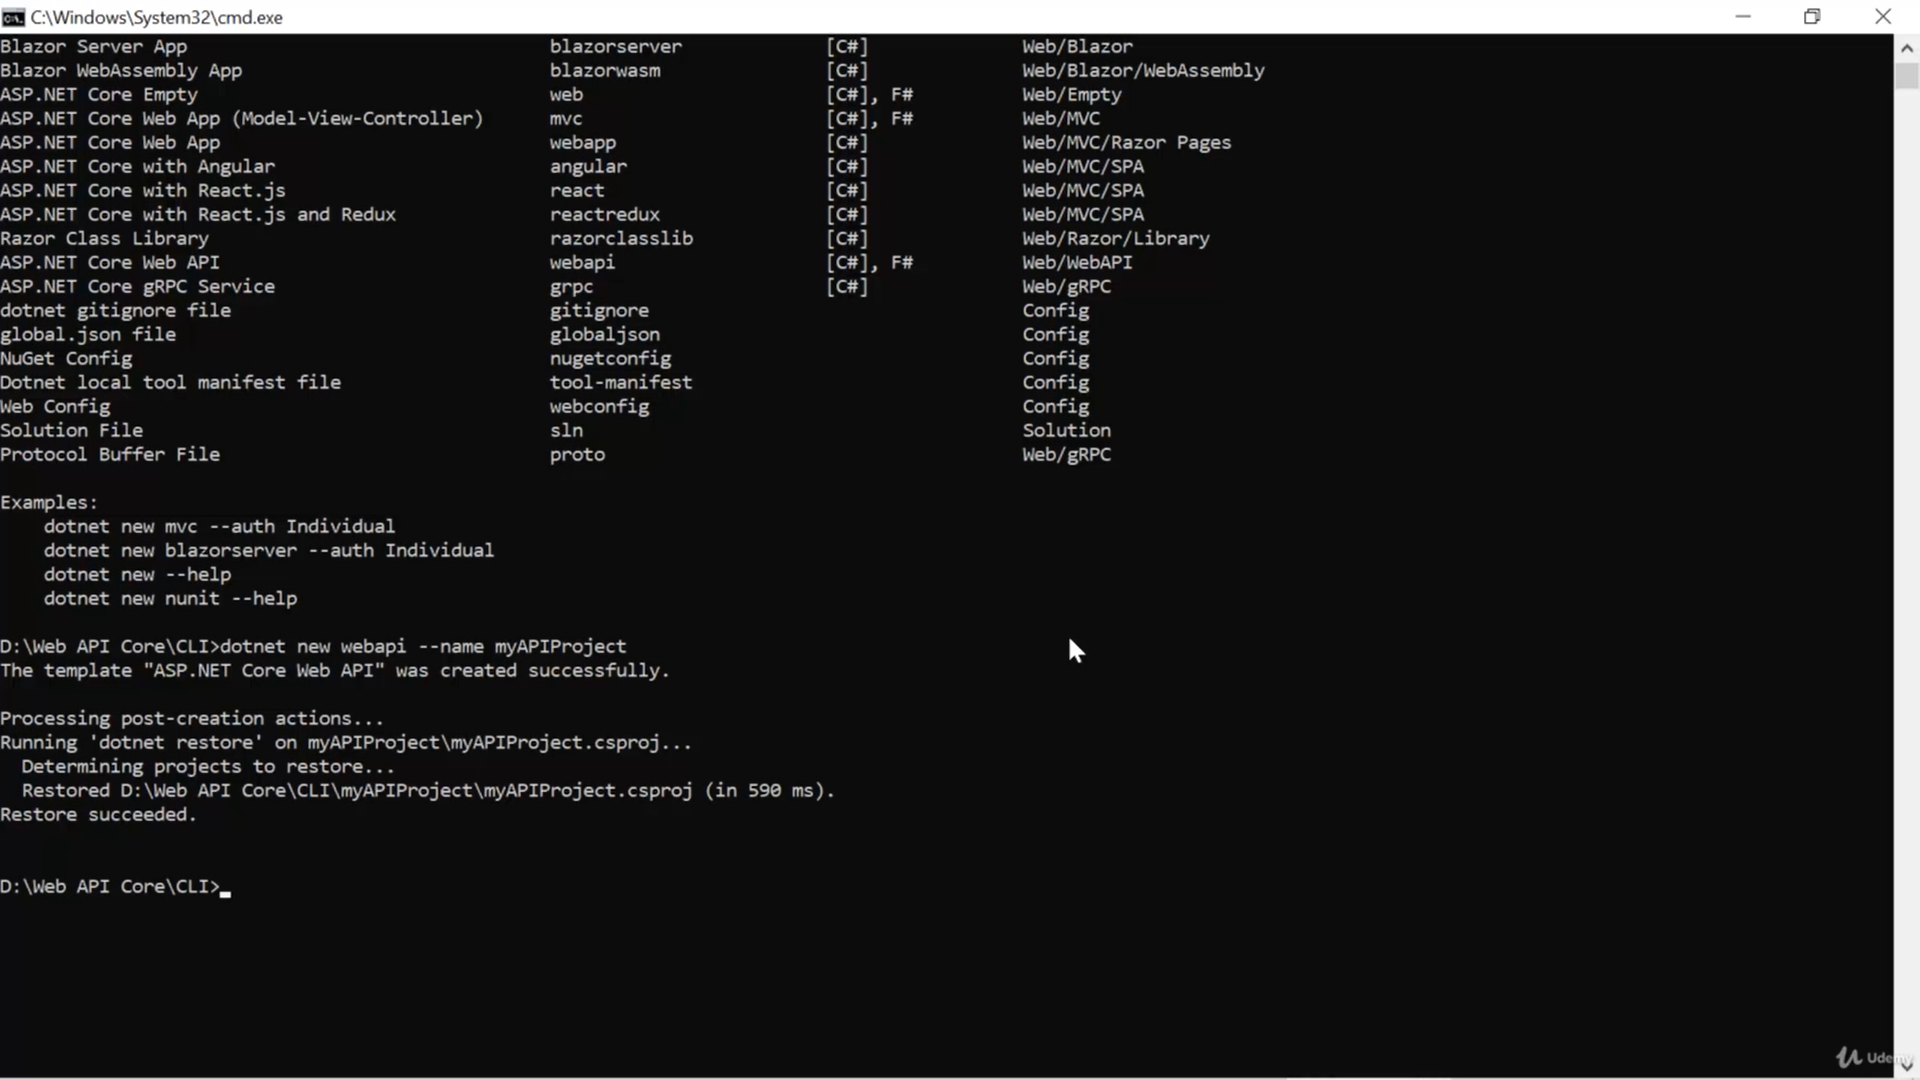 C:\Windows\System32\cmd.exe
Blazor Server App blazorserver [C#] Web/Blazor
Blazor WebAssembly App blazorwasm [C#] Web/Blazor/WebAssembly
ASP.NET Core Empty web [C#], F# Web/Empty
ASP.NET Core Web App (Model-View-Controller) mvc [C#], F# Web/MVC
ASP.NET Core Web App webapp [C#] Web/MVC/Razor Pages
ASP.NET Core with Angular angular [C#] Web/MVC/SPA
ASP.NET Core with React.js react [C#] Web/MVC/SPA
ASP.NET Core with React.js and Redux reactredux [C#] Web/MVC/SPA
Razor Class Library razorclasslib [C#] Web/Razor/Library
ASP.NET Core Web API webapi [C#], F# Web/WebAPI
ASP.NET Core gRPC Service grpc [C#] Web/gRPC
dotnet gitignore file gitignore Config
global.json file globaljson Config
NuGet Config nugetconfig Config
Dotnet local tool manifest file tool-manifest Config
Web Config webconfig Config
Solution File sln Solution
Protocol Buffer File proto Web/gRPC
Examples:
dotnet new mvc --auth Individual
dotnet new blazorserver --auth Individual
dotnet new --help
dotnet new nunit --help
D:\Web API Core\CLI>dotnet new webapi --name myAPIProject
The template "ASP.NET Core Web API" was created successfully.
Processing post-creation actions...
Running 'dotnet restore' on myAPIProject\myAPIProject.csproj...
Determining projects to restore...
Restored D:\Web API Core\CLI\myAPIProject\myAPIProject.csproj (in 590 ms).
Restore succeeded.
D:\Web API Core\CLI>
Udemy